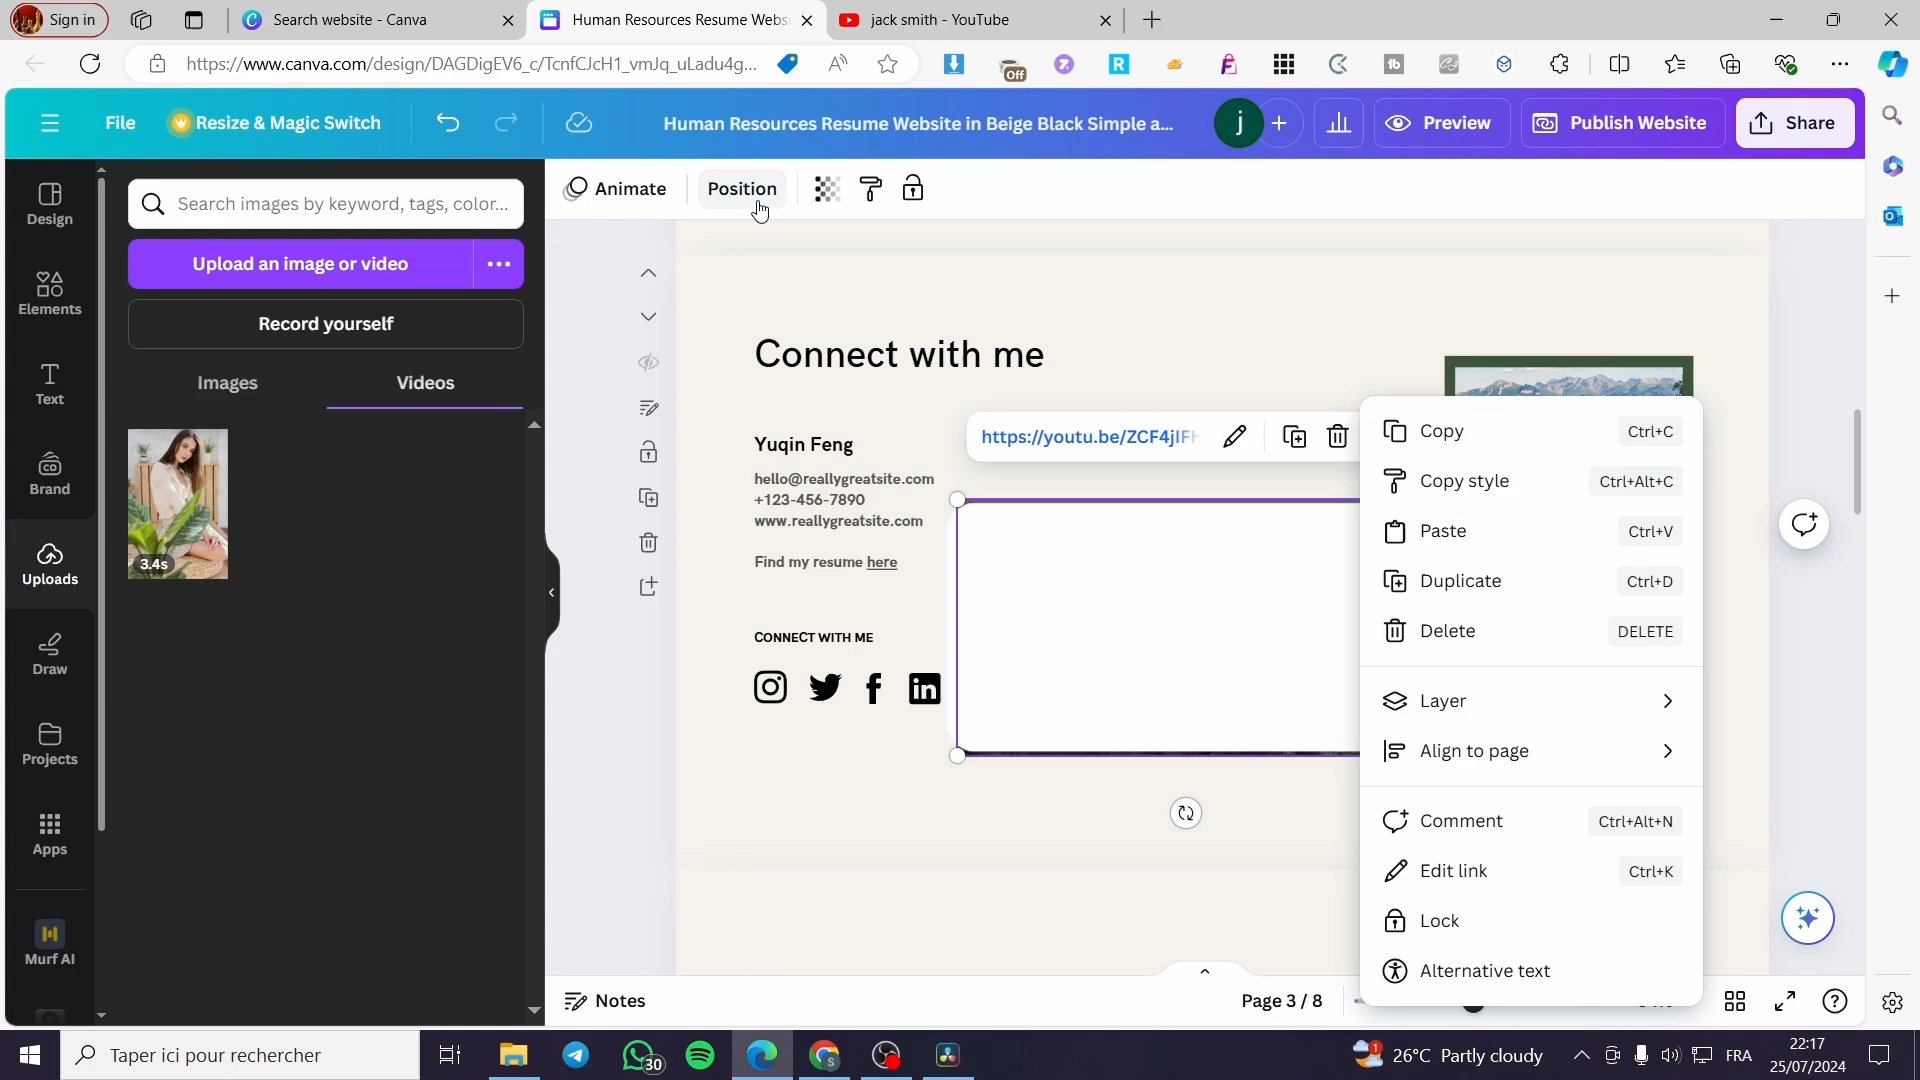 Sign in
Search website - Canva
Human Resources Resume Webs
jack smith - YouTube
https://www.canva.com/design/DAGDigEV6_c/TcnfCJcH1_vmJq_uLadu4g...
Off
File
Resize & Magic Switch
Human Resources Resume Website in Beige Black Simple a...
j
Preview
Publish Website
Share
Design
Elements
Text
Brand
Uploads
Draw
Projects
Apps
Murf AI
Search images by keyword, tags, color...
Upload an image or video
Record yourself
Images
Videos
3.4s
Animate
Position
Connect with me
Yuqin Feng
hello@reallygreatsite.com
+123-456-7890
www.reallygreatsite.com
Find my resume here
CONNECT WITH ME
https://youtu.be/ZCF4jIFH
Copy Ctrl+C
Copy style Ctrl+Alt+C
Paste Ctrl+V
Duplicate Ctrl+D
Delete DELETE
Layer
Align to page
Comment Ctrl+Alt+N
Edit link Ctrl+K
Lock
Alternative text
Notes
Page 3 / 8
Taper ici pour rechercher
30
26°C Partly cloudy
FRA
22:17
25/07/2024